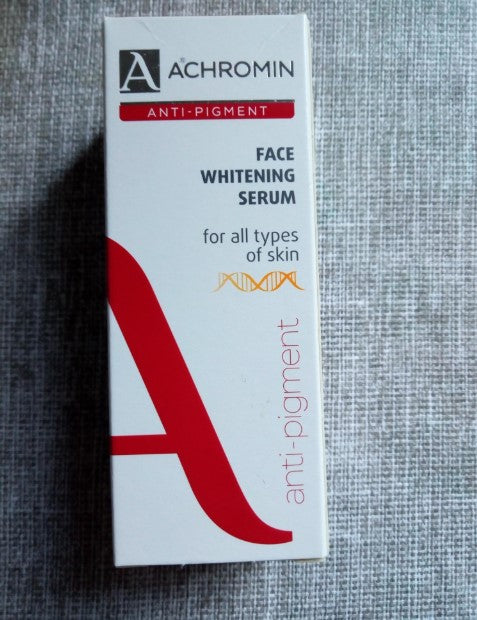 A ACHROMIN
ANTI-PIGMENT
FACE
WHITENING
SERUM
for all types
of skin
A
anti-pigment